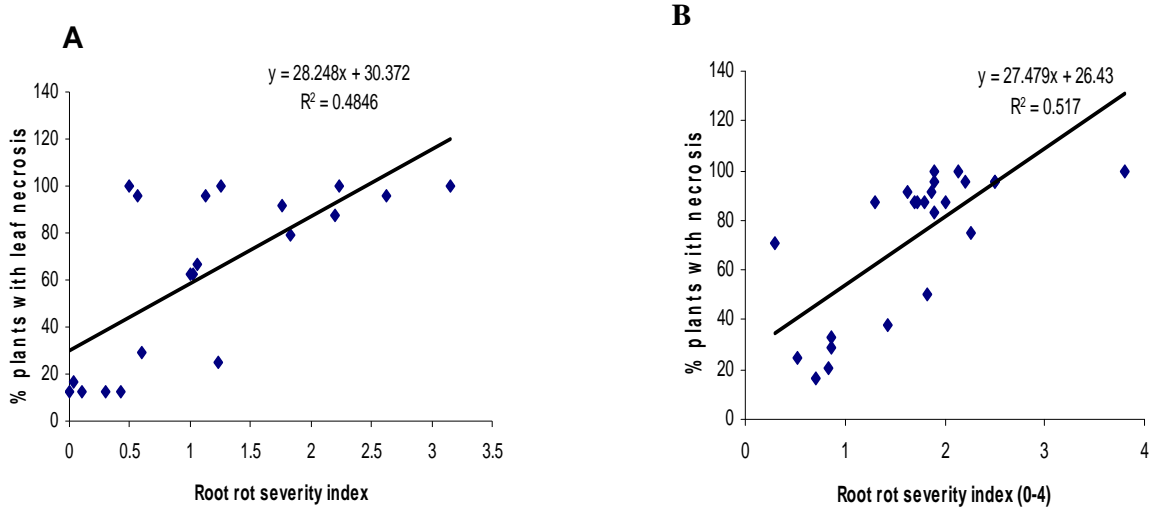 A
y = 28.248x + 30.372
R² = 0.4846
% plants with leaf necrosis
140
120
100
80
60
40
20
0
0 0.5 1 1.5 2 2.5 3 3.5
Root rot severity index
B
y = 27.479x + 26.43
R² = 0.517
% plants with necrosis
140
120
100
80
60
40
20
0
0 1 2 3 4
Root rot severity index (0-4)